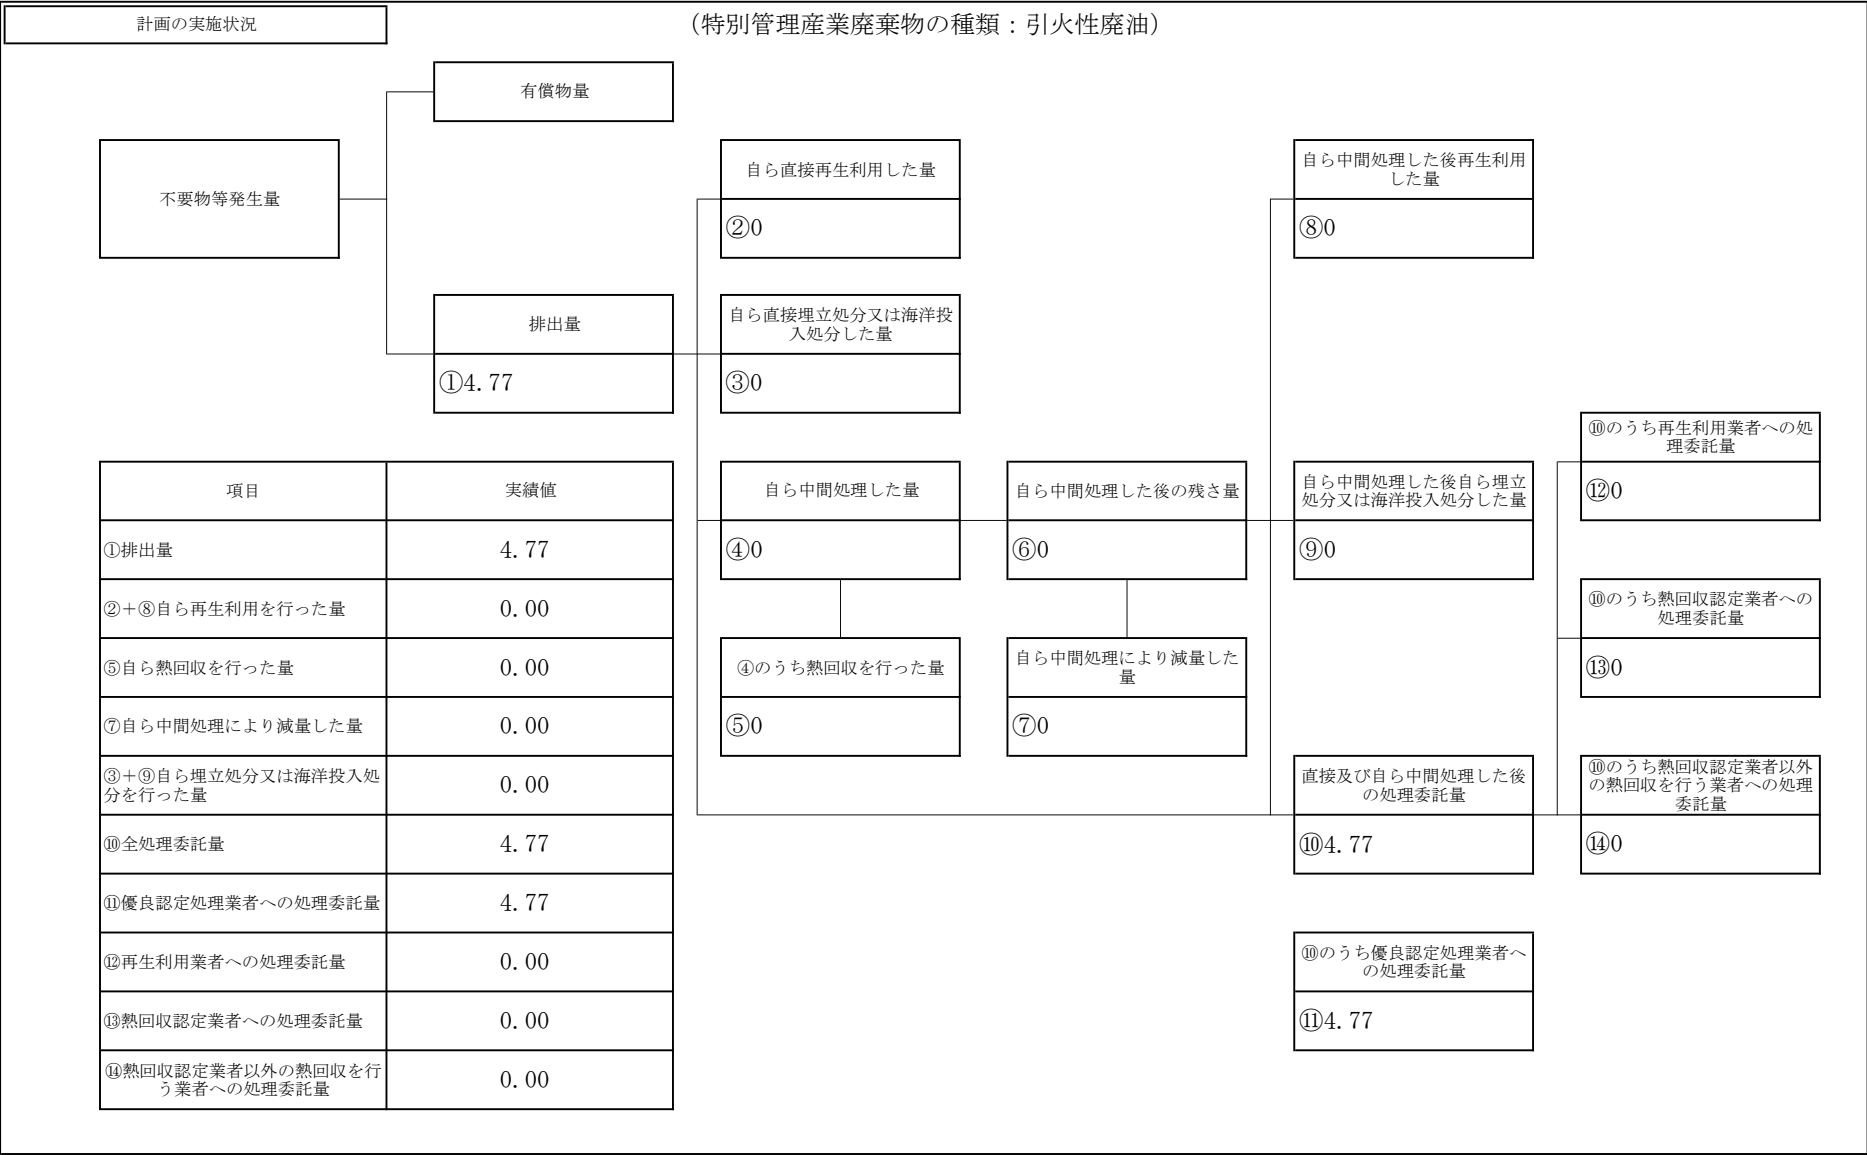 計画の実施状況
（特別管理産業廃棄物の種類：引火性廃油）
有償物量
不要物等発生量
排出量
①4.77
自ら直接再生利用した量
②0
自ら直接埋立処分又は海洋投
入処分した量
③0
自ら中間処理した量
④0
④のうち熱回収を行った量
⑤0
自ら中間処理した後の残さ量
⑥0
自ら中間処理により減量した
量
⑦0
自ら中間処理した後再生利用
した量
⑧0
自ら中間処理した後自ら埋立
処分又は海洋投入処分した量
⑨0
直接及び自ら中間処理した後
の処理委託量
⑩4.77
⑩のうち優良認定処理業者へ
の処理委託量
⑪4.77
⑩のうち再生利用業者への処
理委託量
⑫0
⑩のうち熱回収認定業者への
処理委託量
⑬0
⑩のうち熱回収認定業者以外
の熱回収を行う業者への処理
委託量
⑭0
項目 実績値
①排出量 4.77
②＋⑧自ら再生利用を行った量 0.00
⑤自ら熱回収を行った量 0.00
⑦自ら中間処理により減量した量 0.00
③＋⑨自ら埋立処分又は海洋投入処
分を行った量 0.00
⑩全処理委託量 4.77
⑪優良認定処理業者への処理委託量 4.77
⑫再生利用業者への処理委託量 0.00
⑬熱回収認定業者への処理委託量 0.00
⑭熱回収認定業者以外の熱回収を行
う業者への処理委託量 0.00